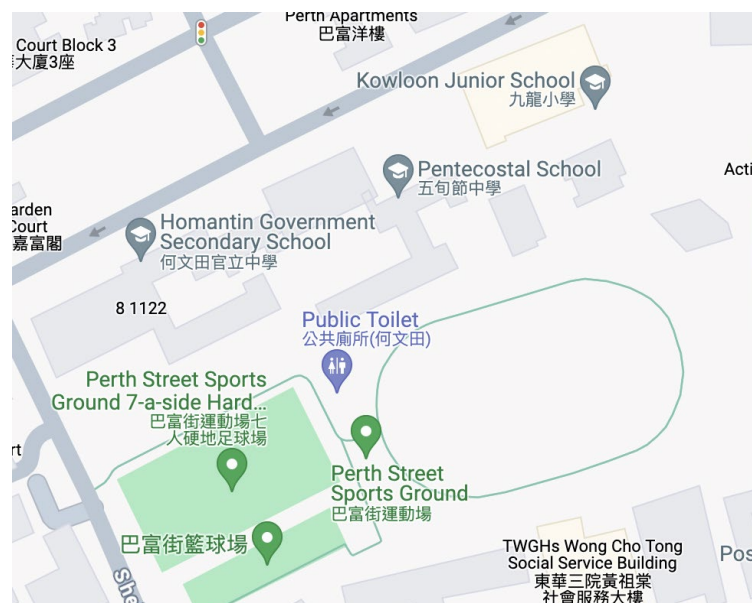 Perth Apartments
巴富洋樓
Court Block 3
大廈3座
Kowloon Junior School
九龍小學
Pentecostal School
五旬節中學
Acti
arden
Court
嘉富閣
Homantin Government
Secondary School
何文田官立中學
8 1122
Public Toilet
公共廁所(何文田)
Perth Street Sports
Ground 7-a-side Hard...
巴富街運動場七
人硬地足球場
rt
Perth Street
Sports Ground
巴富街運動場
巴富街籃球場
She
TWGHs Wong Cho Tong
Social Service Building
東華三院黃祖棠
社會服務大樓
Pos